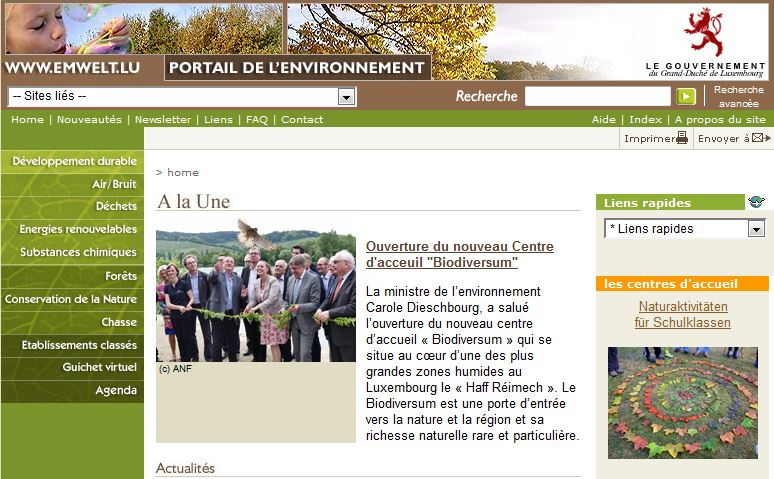 WWW.EMWELT.LU
PORTAIL DE L'ENVIRONNEMENT
LE GOUVERNEMENT
du Grand-Duché de Luxembourg
-- Sites liés --
Recherche
Recherche
avancée
Home | Nouveautés | Newsletter | Liens | FAQ | Contact
Aide | Index | A propos du site
Imprimer
Envoyer à
Développement durable
Air/Bruit
Déchets
Energies renouvelables
Substances chimiques
Forêts
Conservation de la Nature
Chasse
Etablissements classés
Guichet virtuel
Agenda
> home
A la Une
(c) ANF
Ouverture du nouveau Centre
d'acceuil "Biodiversum"
La ministre de l'environnement
Carole Dieschbourg, a salué
l'ouverture du nouveau centre
d'accueil « Biodiversum » qui se
situe au cœur d'une des plus
grandes zones humides au
Luxembourg le « Haff Réimech ». Le
Biodiversum est une porte d'entrée
vers la nature et la région et sa
richesse naturelle rare et particulière.
Actualités
Liens rapides
* Liens rapides
les centres d'accueil
Naturaktivitäten
für Schulklassen